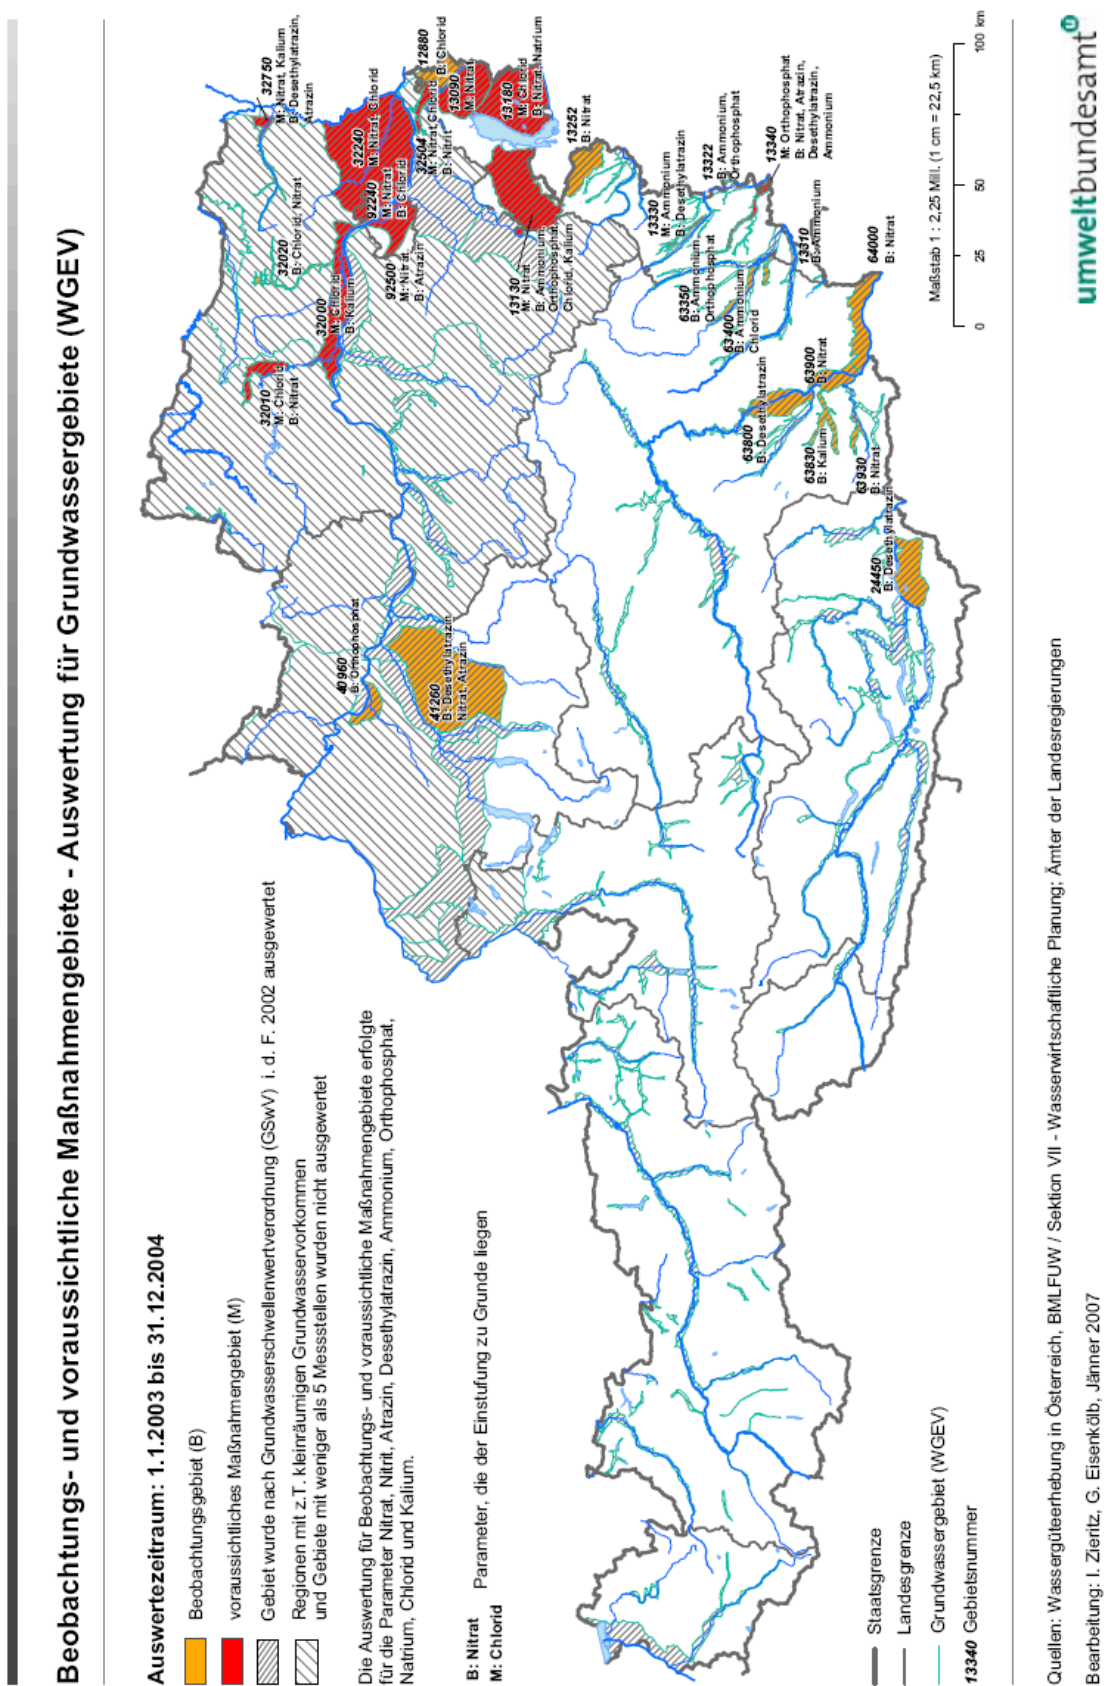 Beobachtungs- und voraussichtliche Maßnahmengebiete - Auswertung für Grundwassergebiete (WGEV)
Auswertezeitraum: 1.1.2003 bis 31.12.2004
Beobachtungsgebiet (B)
voraussichtliches Maßnahmengebiet (M)
Gebiet wurde nach Grundwasserschwellenwertverordnung (GSwV) i. d. F. 2002 ausgewertet
Regionen mit z.T. kleinräumigen Grundwasservorkommen
und Gebiete mit weniger als 5 Messstellen wurden nicht ausgewertet
Die Auswertung für Beobachtungs- und voraussichtliche Maßnahmengebiete erfolgte
für die Parameter Nitrat, Nitrit, Atrazin, Desethylatrazin, Ammonium, Orthophosphat,
Natrium, Chlorid und Kalium.
B: Nitrat
M: Chlorid
Parameter, die der Einstufung zu Grunde liegen
40960
B: Orthophosphat
41260
B: Desethylatrazin
Nitrat, Atrazin
32010
M: Chlorid
B: Nitrat
32000
M: Chlorid
B: Kalium
32020
B: Chlorid, Nitrat
32750
M: Nitrat, Kalium
B: Desethylatrazin,
Atrazin
32240
M: Nitrat, Chlorid
92240
M: Nitrat
B: Chlorid
92500
M: Nitrat,
B: Atrazin
32504
M: Nitrat, Chlorid
B: Nitrit
12880
B: Chlorid
13090
M: Nitrat
13180
M: Chlorid
B: Nitrat, Natrium
13130
M: Nitrat
B: Ammonium,
Orthophosphat,
Chlorid, Kalium
13252
B: Nitrat
13330
M: Ammonium
B: Desethylatrazin
13322
B: Ammonium,
Orthophosphat
13340
M: Orthophosphat
B: Nitrat, Atrazin,
Desethylatrazin,
Ammonium
63350
B: Ammonium,
Orthophosphat
63400
B: Ammonium
Chlorid
13310
B: Ammonium
64000
B: Nitrat
63900
B: Nitrat
63800
B: Desethylatrazin
63830
B: Kalium
63930
B: Nitrat
24450
B: Desethylatrazin
Maßstab 1 : 2,25 Mill. (1 cm = 22,5 km)
0 25 50 100 km
Staatsgrenze
Landesgrenze
Grundwassergebiet (WGEV)
13340 Gebietsnummer
Quellen: Wassergüteerhebung in Österreich, BMLFUW / Sektion VII - Wasserwirtschaftliche Planung; Ämter der Landesregierungen
Bearbeitung: I. Zieritz, G. Eisenkölb, Jänner 2007
umweltbundesamt